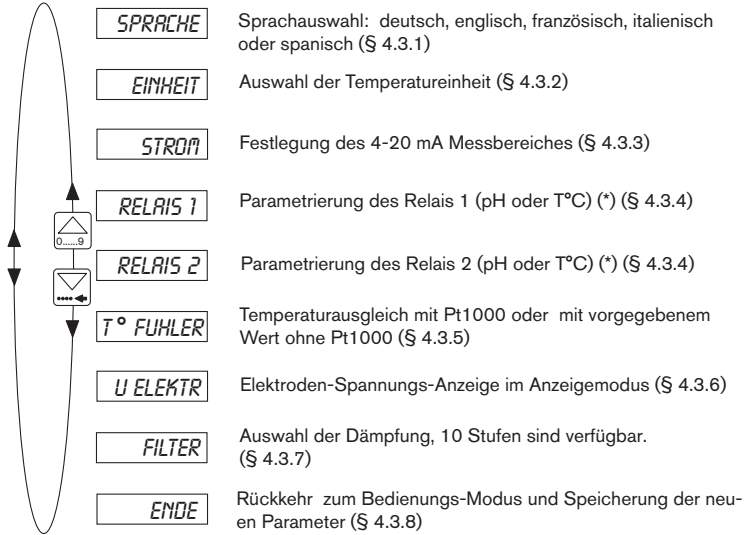 SPRACHE
Sprachauswahl: deutsch, englisch, französisch, italienisch
oder spanisch (§ 4.3.1)
EINHEIT
Auswahl der Temperatureinheit (§ 4.3.2)
STROM
Festlegung des 4-20 mA Messbereiches (§ 4.3.3)
RELAIS 1
Parametrierung des Relais 1 (pH oder T°C) (*) (§ 4.3.4)
0......9
RELAIS 2
Parametrierung des Relais 2 (pH oder T°C) (*) (§ 4.3.4)
T° FUHLER
Temperaturausgleich mit Pt1000 oder mit vorgegebenem
Wert ohne Pt1000 (§ 4.3.5)
U ELEKTR
Elektroden-Spannungs-Anzeige im Anzeigemodus (§ 4.3.6)
FILTER
Auswahl der Dämpfung, 10 Stufen sind verfügbar.
(§ 4.3.7)
ENDE
Rückkehr zum Bedienungs-Modus und Speicherung der neu-
en Parameter (§ 4.3.8)